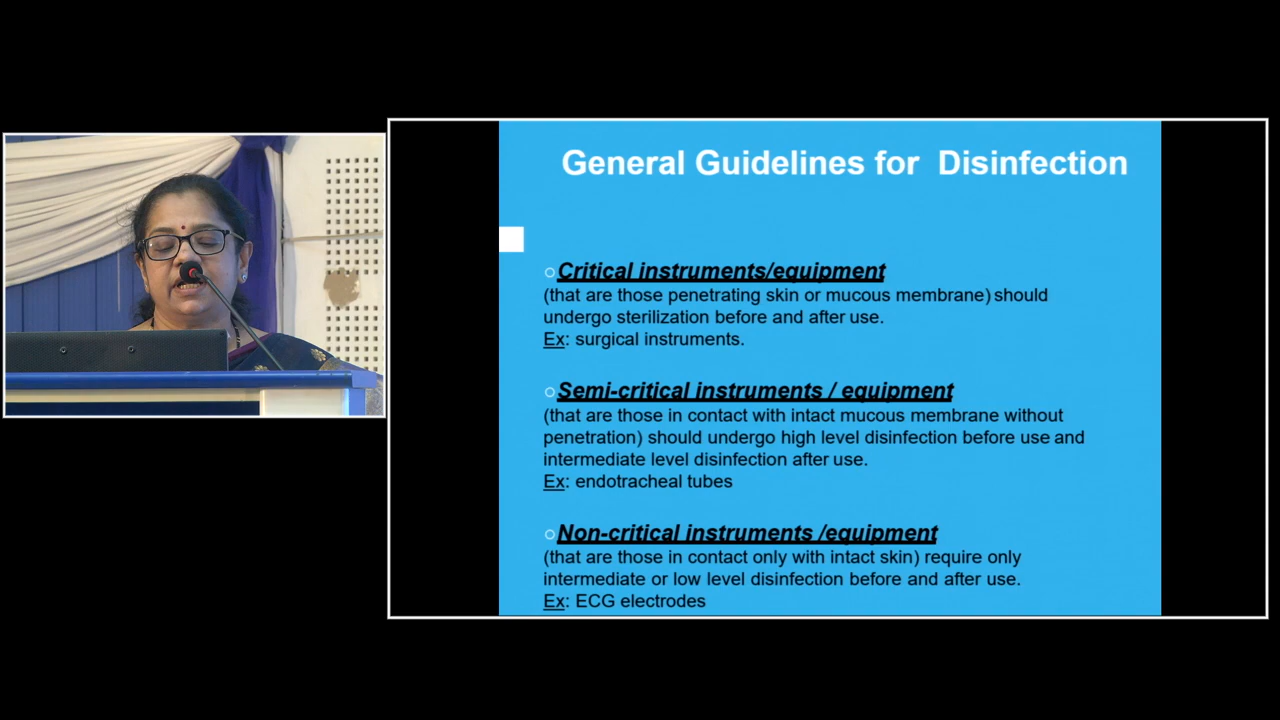 General Guidelines for Disinfection
Critical instruments/equipment
(that are those penetrating skin or mucous membrane) should
undergo sterilization before and after use.
Ex: surgical instruments.
Semi-critical instruments / equipment
(that are those in contact with intact mucous membrane without
penetration) should undergo high level disinfection before use and
intermediate level disinfection after use.
Ex: endotracheal tubes
Non-critical instruments /equipment
(that are those in contact only with intact skin) require only
intermediate or low level disinfection before and after use.
Ex: ECG electrodes